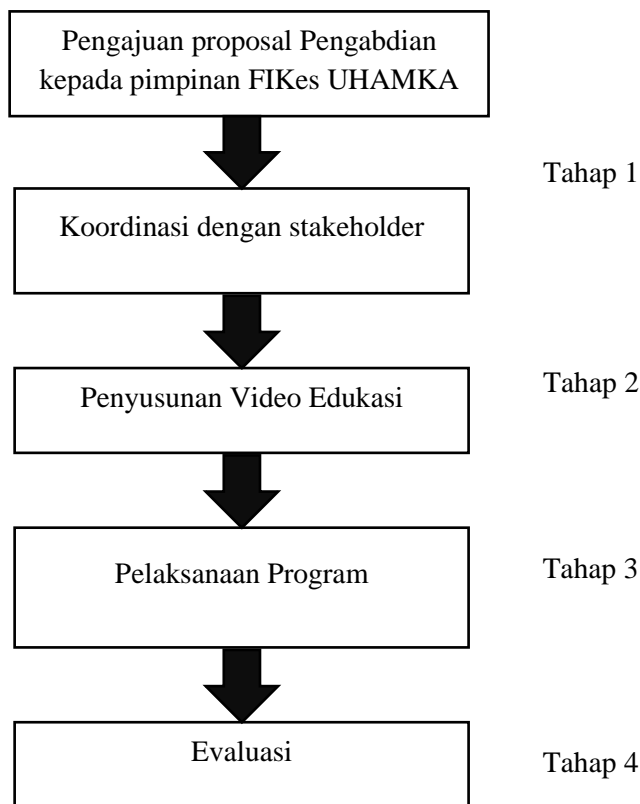 Pengajuan proposal Pengabdian
kepada pimpinan FIKes UHAMKA
Tahap 1
Koordinasi dengan stakeholder
Penyusunan Video Edukasi
Tahap 2
Pelaksanaan Program
Tahap 3
Evaluasi
Tahap 4